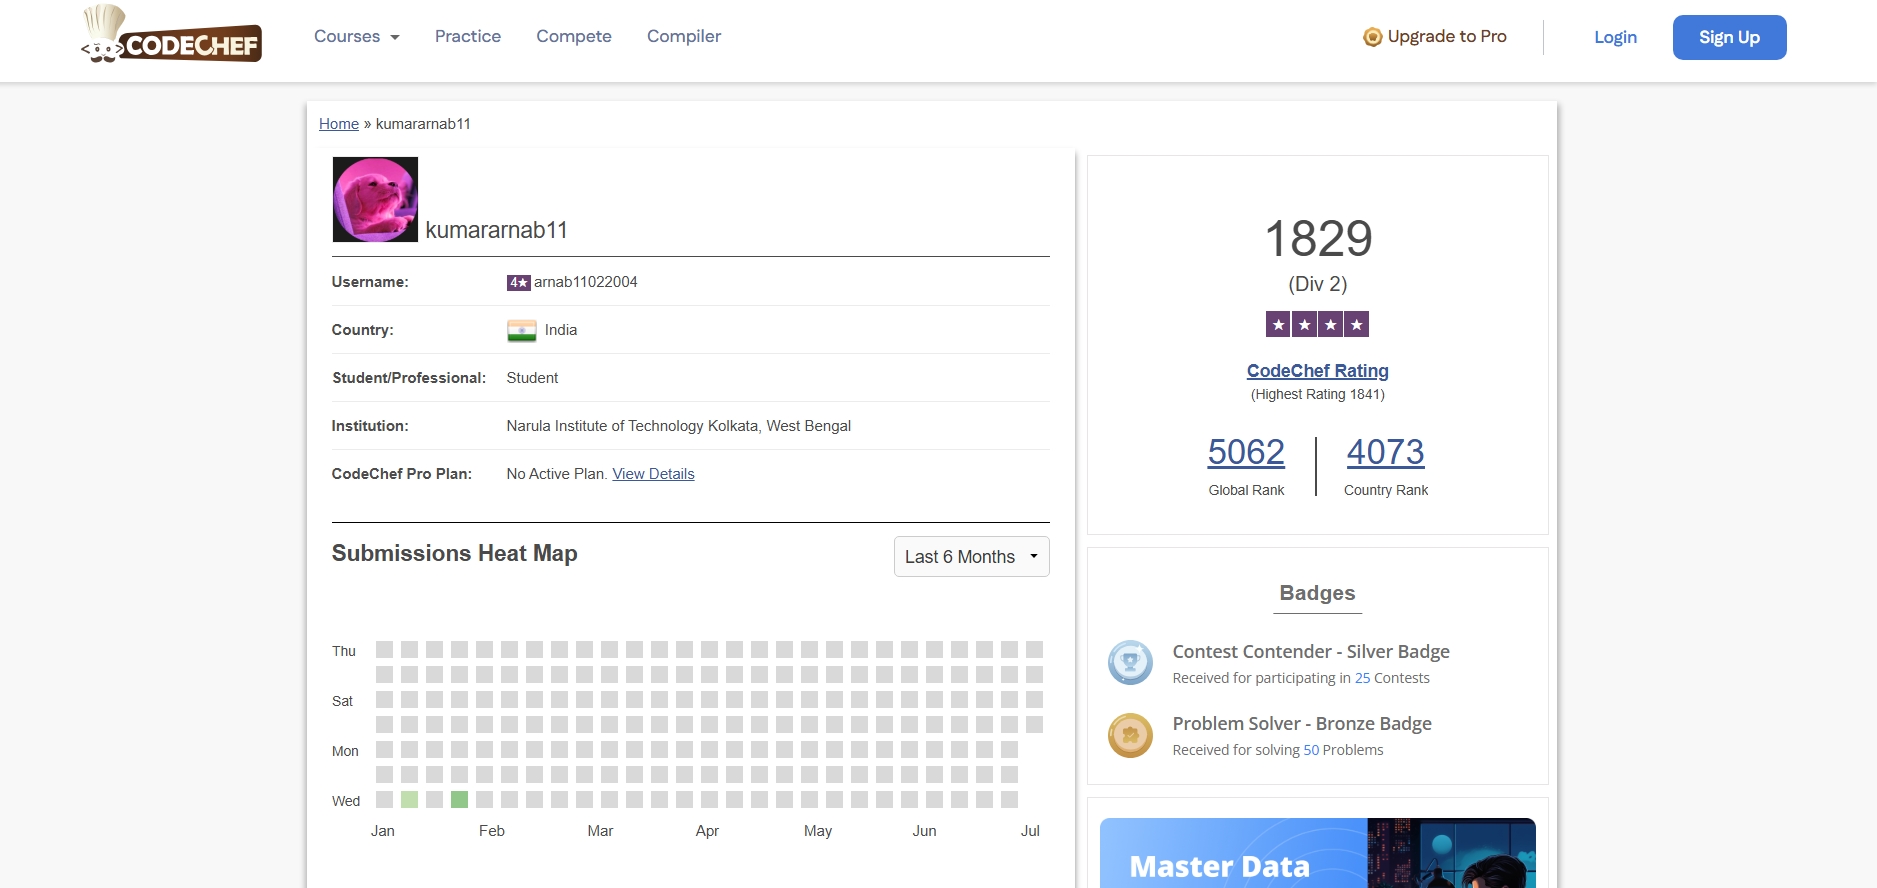 CODECHEF
Courses Practice Compete Compiler Upgrade to Pro Login Sign Up
Home » kumararnab11
kumararnab11
Username: 4★ arnab11022004
Country: India
Student/Professional: Student
Institution: Narula Institute of Technology Kolkata, West Bengal
CodeChef Pro Plan: No Active Plan. View Details
Submissions Heat Map
Last 6 Months
Thu
Sat
Mon
Wed
Jan Feb Mar Apr May Jun Jul
1829
(Div 2)
★ ★ ★ ★
CodeChef Rating
(Highest Rating 1841)
5062 4073
Global Rank Country Rank
Badges
Contest Contender - Silver Badge
Received for participating in 25 Contests
Problem Solver - Bronze Badge
Received for solving 50 Problems
Master Data